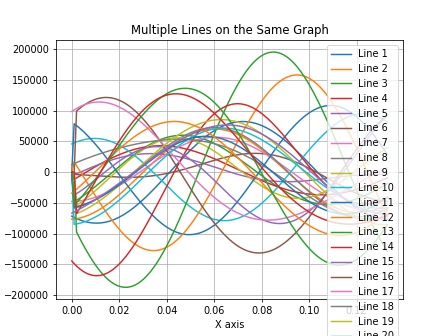 Multiple Lines on the Same Graph
200000
150000
100000
50000
0
−50000
−100000
−150000
−200000
0.00
0.02
0.04
0.06
0.08
0.10
X axis
Line 1
Line 2
Line 3
Line 4
Line 5
Line 6
Line 7
Line 8
Line 9
Line 10
Line 11
Line 12
Line 13
Line 14
Line 15
Line 16
Line 17
Line 18
Line 19
Line 20